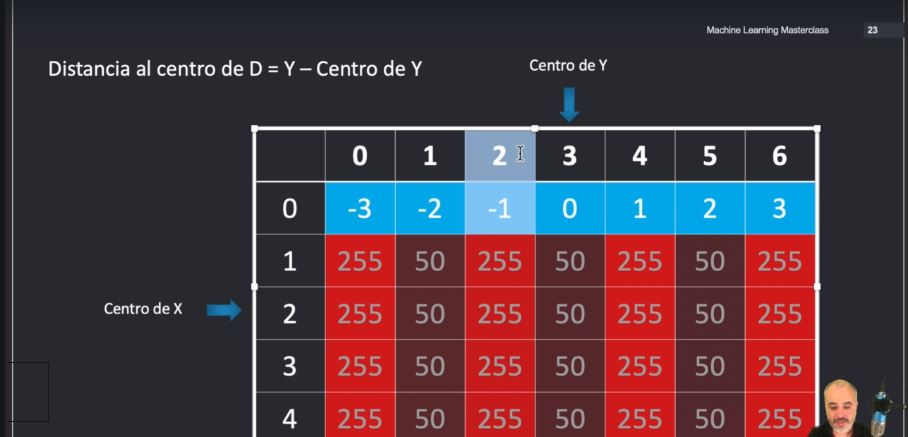 Machine Learning Masterclass 23
Distancia al centro de D = Y – Centro de Y
Centro de Y
0 1 2 3 4 5 6
0 -3 -2 -1 0 1 2 3
1 255 50 255 50 255 50 255
Centro de X
2 255 50 255 50 255 50 255
3 255 50 255 50 255 50 255
4 255 50 255 50 255 50 255